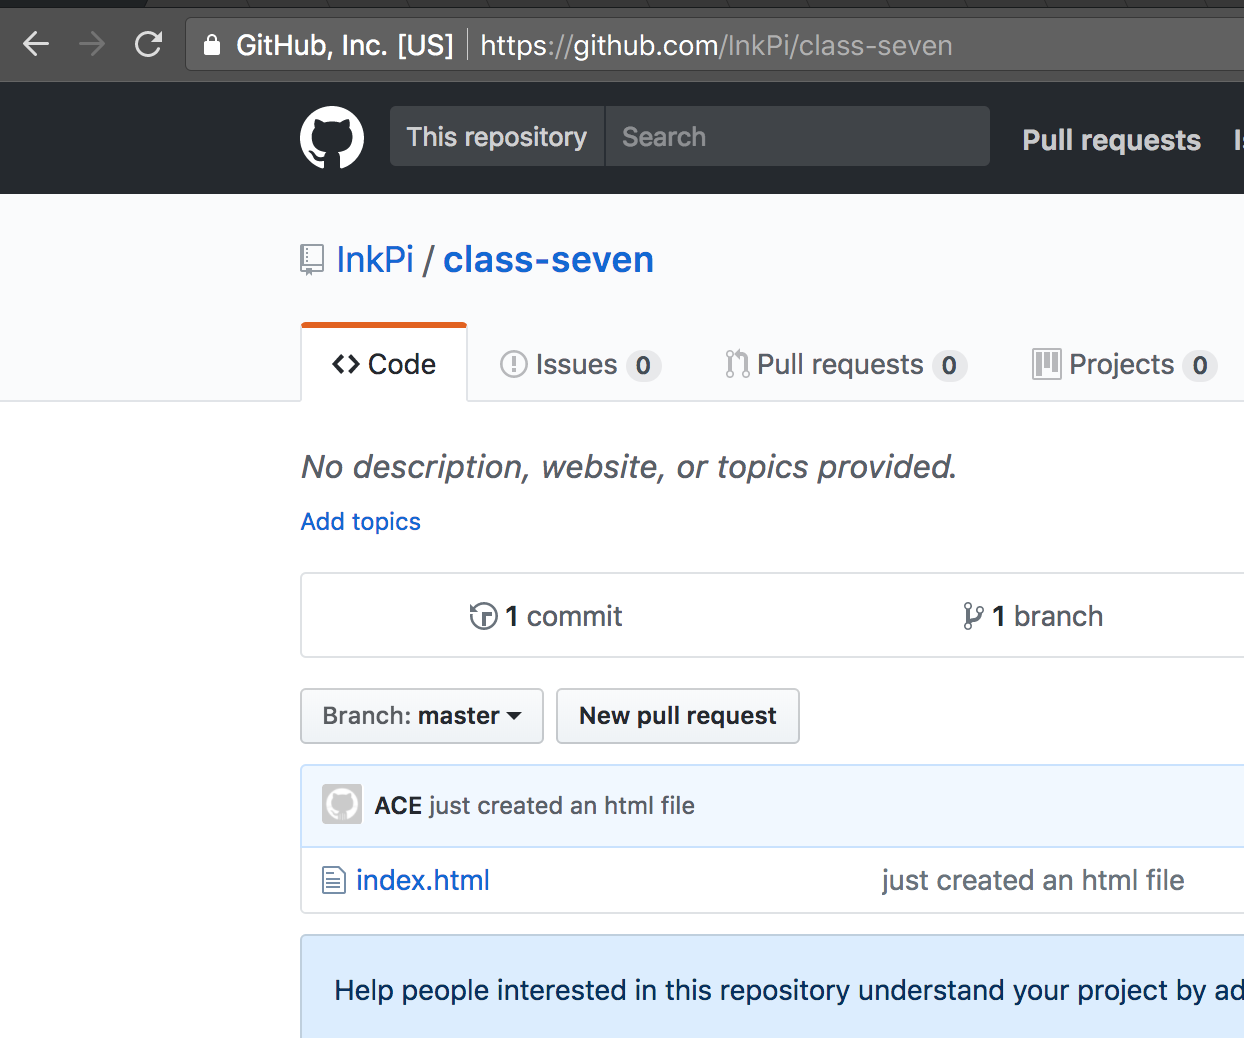 GitHub, Inc. [US] https://github.com/InkPi/class-seven
This repository Search Pull requests
InkPi / class-seven
Code Issues 0 Pull requests 0 Projects 0
No description, website, or topics provided.
Add topics
1 commit 1 branch
Branch: master New pull request
ACE just created an html file
index.html just created an html file
Help people interested in this repository understand your project by ad